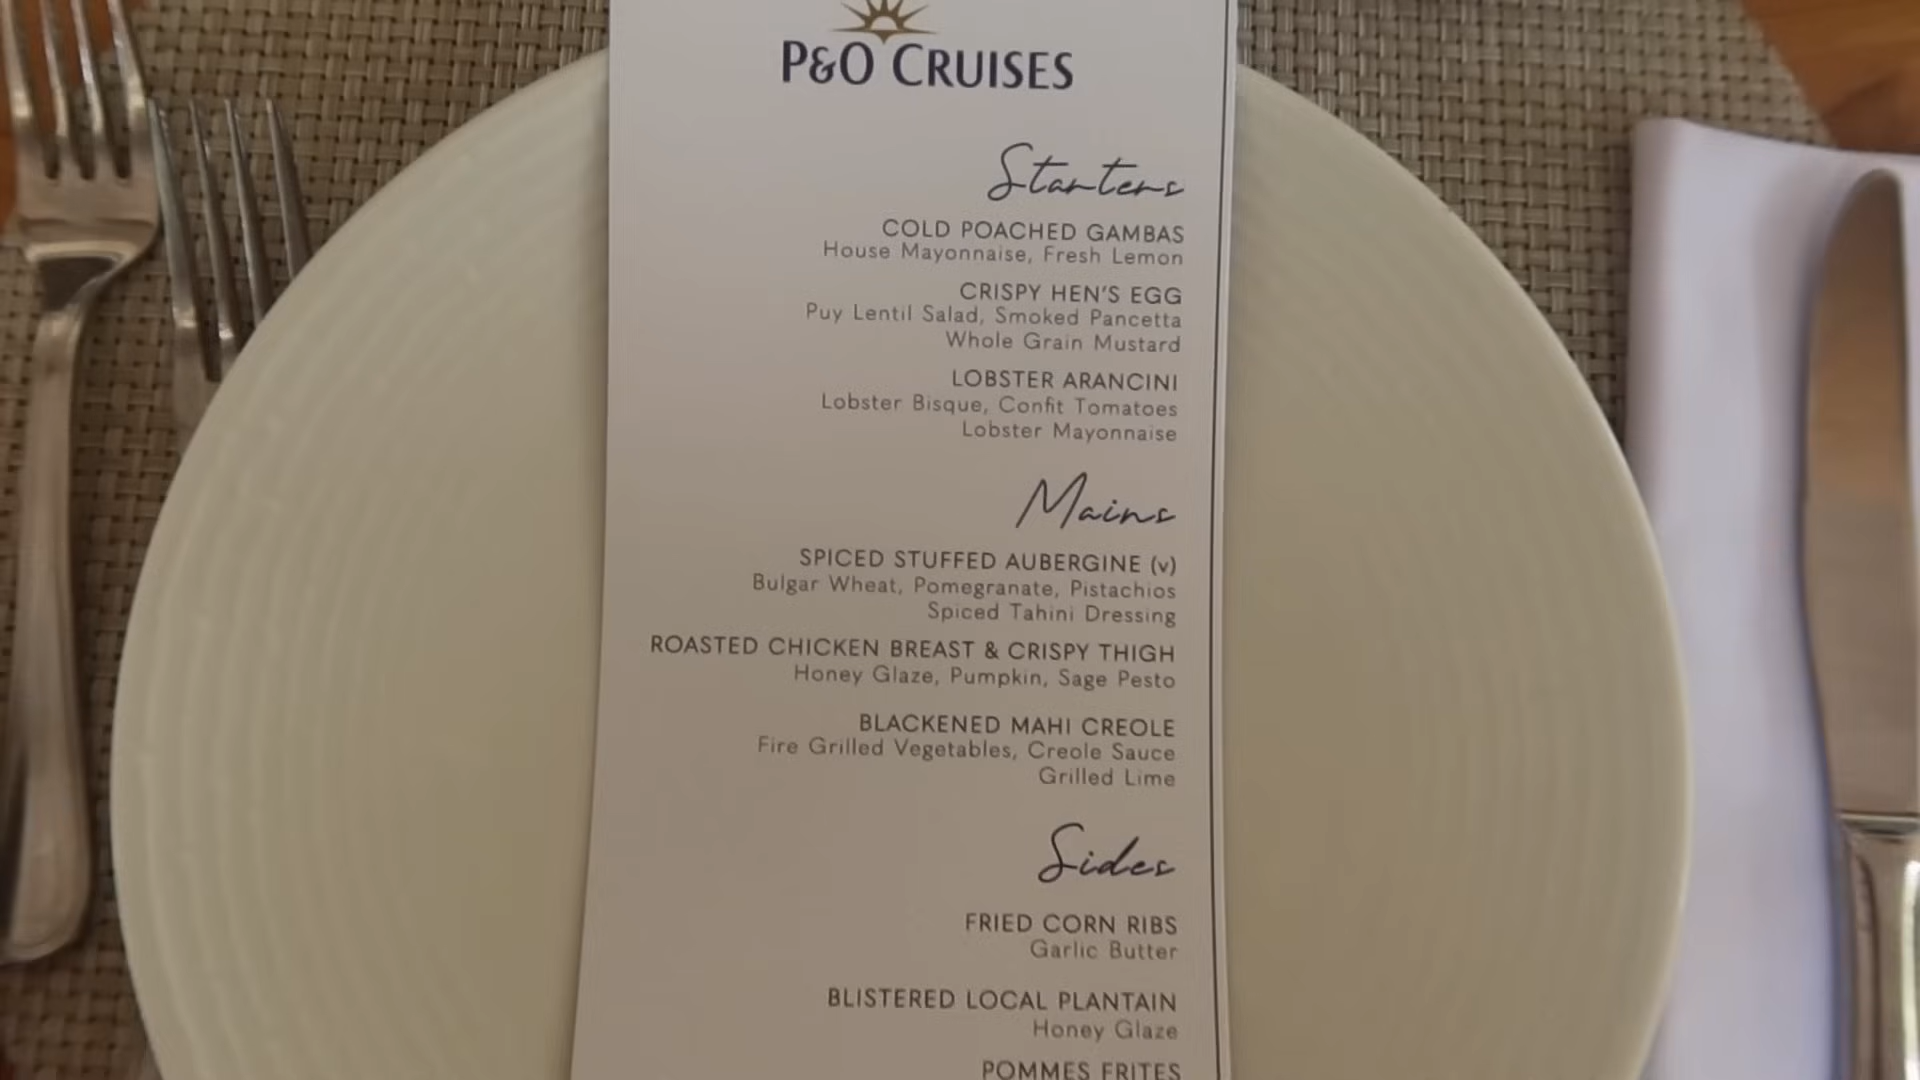 P&O CRUISES
Starters
COLD POACHED GAMBAS
House Mayonnaise, Fresh Lemon
CRISPY HEN'S EGG
Puy Lentil Salad, Smoked Pancetta
Whole Grain Mustard
LOBSTER ARANCINI
Lobster Bisque, Confit Tomatoes
Lobster Mayonnaise
Mains
SPICED STUFFED AUBERGINE (v)
Bulgar Wheat, Pomegranate, Pistachios
Spiced Tahini Dressing
ROASTED CHICKEN BREAST & CRISPY THIGH
Honey Glaze, Pumpkin, Sage Pesto
BLACKENED MAHI CREOLE
Fire Grilled Vegetables, Creole Sauce
Grilled Lime
Sides
FRIED CORN RIBS
Garlic Butter
BLISTERED LOCAL PLANTAIN
Honey Glaze
POMMES FRITES